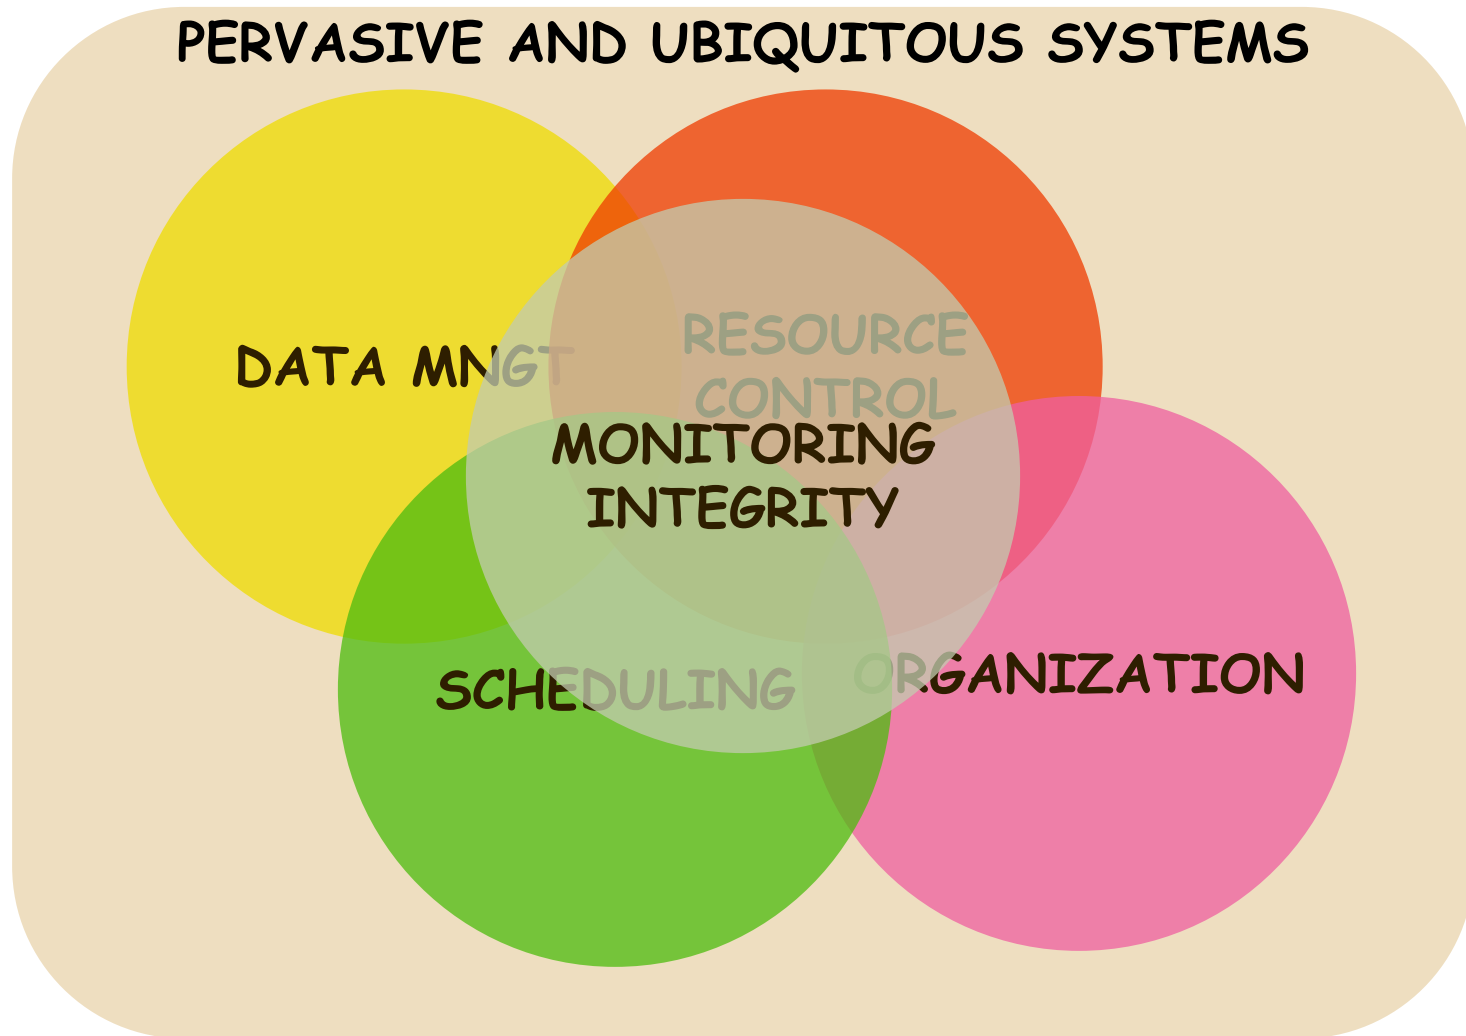 PERVASIVE AND UBIQUITOUS SYSTEMS
DATA MNGT
RESOURCE
CONTROL
MONITORING
INTEGRITY
SCHEDULING
ORGANIZATION